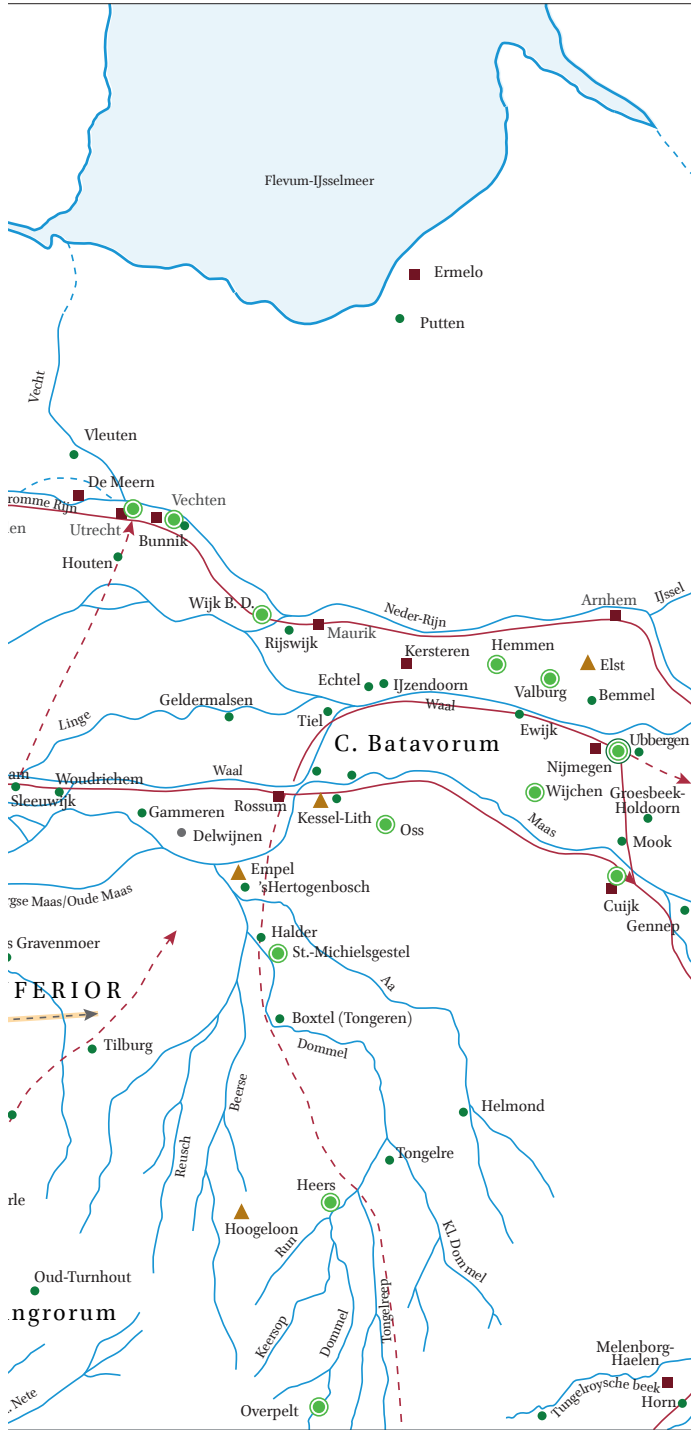 Flevum-IJsselmeer
Ermelo
Putten
Vecht
Vleuten
De Meern
Vechten
romme Rijn
Utrecht
len
Bunnik
Houten
Wijk B. D.
Neder-Rijn
Arnhem
IJssel
Rijswijk
Maurik
Kersteren
Hemmen
Elst
Echtel
IJzendoorn
Valburg
Bemmel
Geldermalsen
Linge
Tiel
Waal
Ewijk
C. Batavorum
Ubbergen
Nijmegen
am
Woudrichem
Waal
Sleeuwijk
Rossum
Wijchen
Groesbeek-
Holdoorn
Gammeren
Kessel-Lith
Delwijnen
Oss
Maas
Mook
Empel
'sHertogenbosch
gse Maas/Oude Maas
Cuijk
Gennep
Halder
s Gravenmoer
St.-Michielsgestel
Aa
FERIOR
Boxtel (Tongeren)
Tilburg
Dommel
Beerse
Helmond
Reusch
Tongelre
Heers
rle
Hoogeloon
Run
Kl. Dommel
Oud-Turnhout
Tongelreep
ngrorum
Keersop
Dommel
Melenborg-
Haelen
Tungelroysche beek
Horn
. Nete
Overpelt